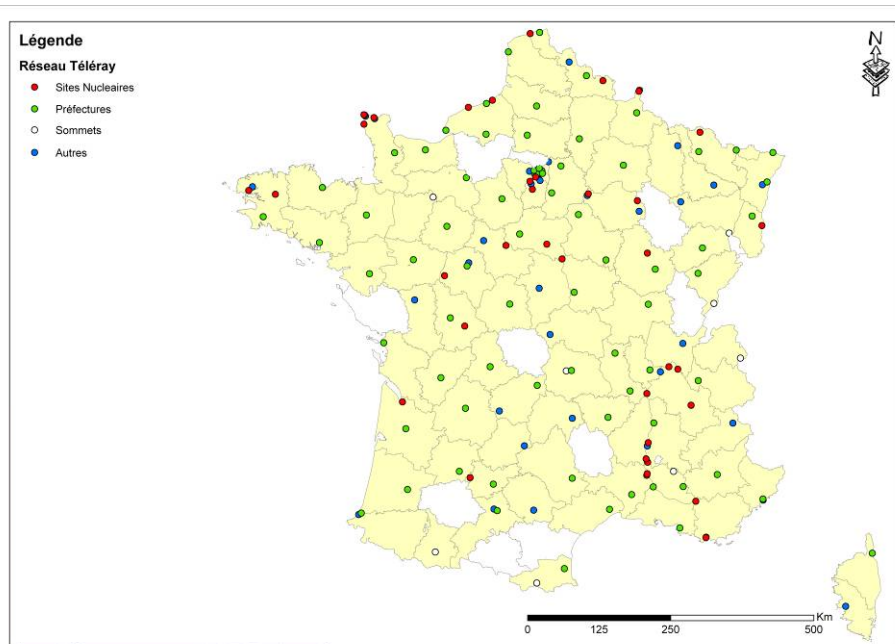 Légende
Réseau Téléray
Sites Nucleaires
Préfectures
Sommets
Autres
N
Km
0 125 250 500